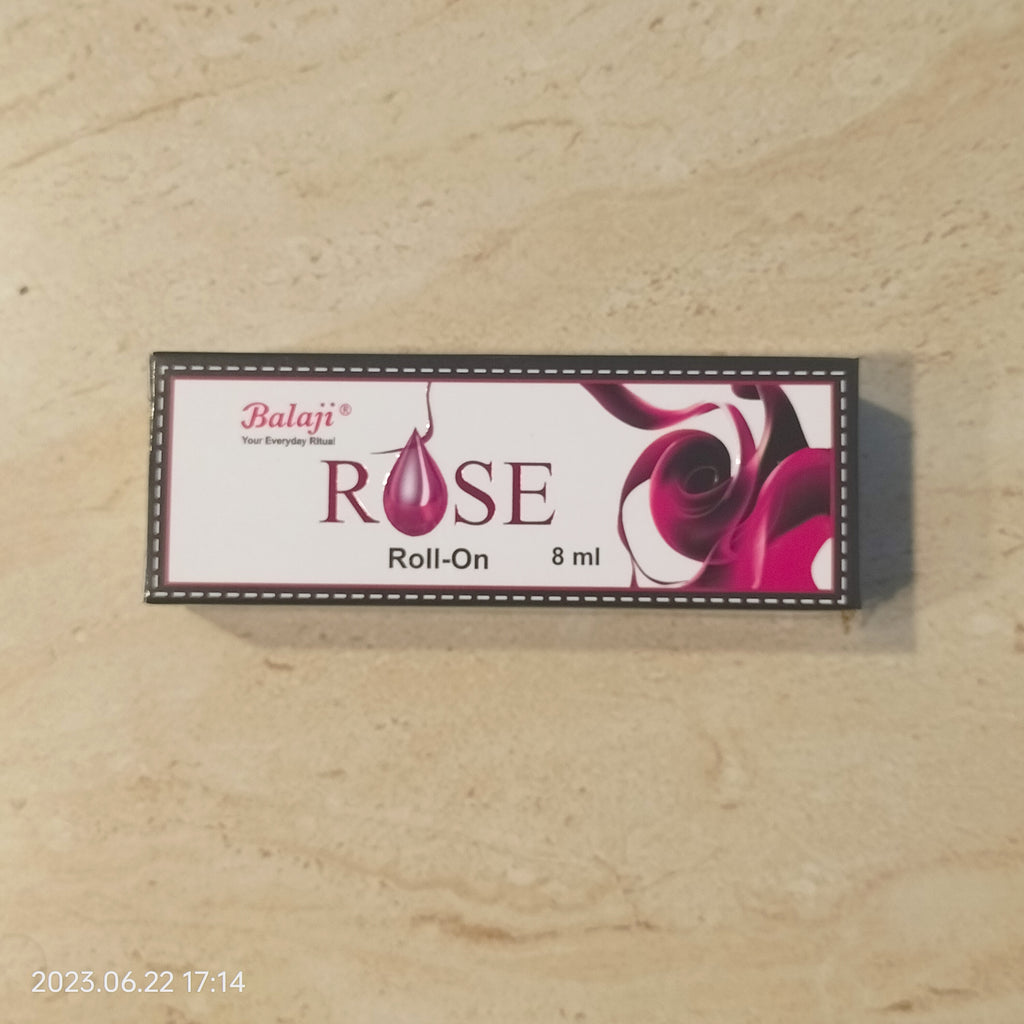 Balaji®
Your Everyday Ritual
ROSE
Roll-On 8 ml
2023.06.22 17:14